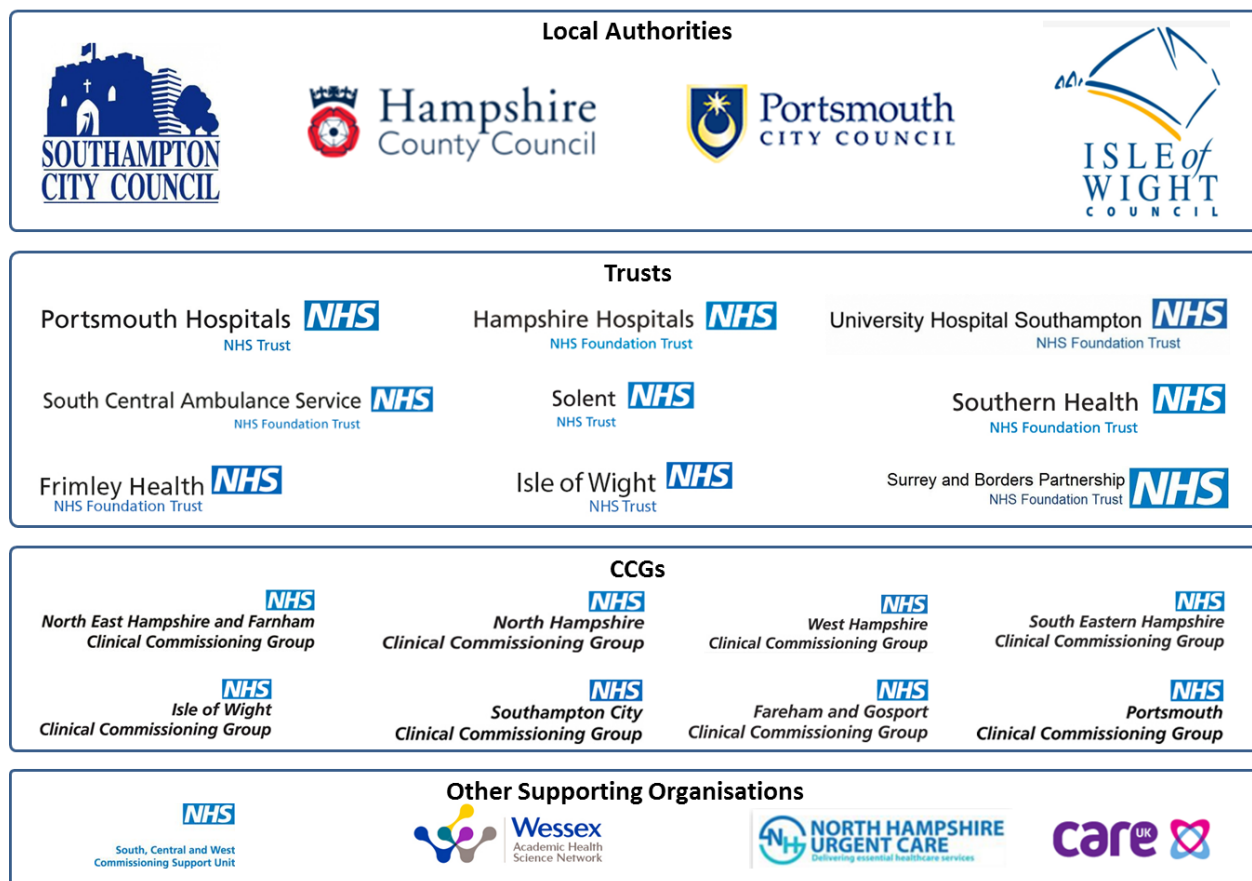 Local Authorities
SOUTHAMPTON
CITY COUNCIL
Hampshire
County Council
Portsmouth
CITY COUNCIL
ISLE of
WIGHT
COUNCIL
Trusts
Portsmouth Hospitals NHS
NHS Trust
Hampshire Hospitals NHS
NHS Foundation Trust
University Hospital Southampton NHS
NHS Foundation Trust
South Central Ambulance Service NHS
NHS Foundation Trust
Solent NHS
NHS Trust
Southern Health NHS
NHS Foundation Trust
Frimley Health NHS
NHS Foundation Trust
Isle of Wight NHS
NHS Trust
Surrey and Borders Partnership NHS
NHS Foundation Trust
CCGs
NHS
North East Hampshire and Farnham
Clinical Commissioning Group
NHS
North Hampshire
Clinical Commissioning Group
NHS
West Hampshire
Clinical Commissioning Group
NHS
South Eastern Hampshire
Clinical Commissioning Group
NHS
Isle of Wight
Clinical Commissioning Group
NHS
Southampton City
Clinical Commissioning Group
NHS
Fareham and Gosport
Clinical Commissioning Group
NHS
Portsmouth
Clinical Commissioning Group
Other Supporting Organisations
NHS
South, Central and West
Commissioning Support Unit
Wessex
Academic Health
Science Network
NH
NORTH HAMPSHIRE
URGENT CARE
Delivering essential healthcare services
care UK